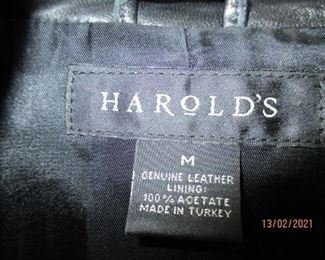 HAROLD'S
M
GENUINE LEATHER
LINING:
100% ACETATE
MADE IN TURKEY
13/02/2021